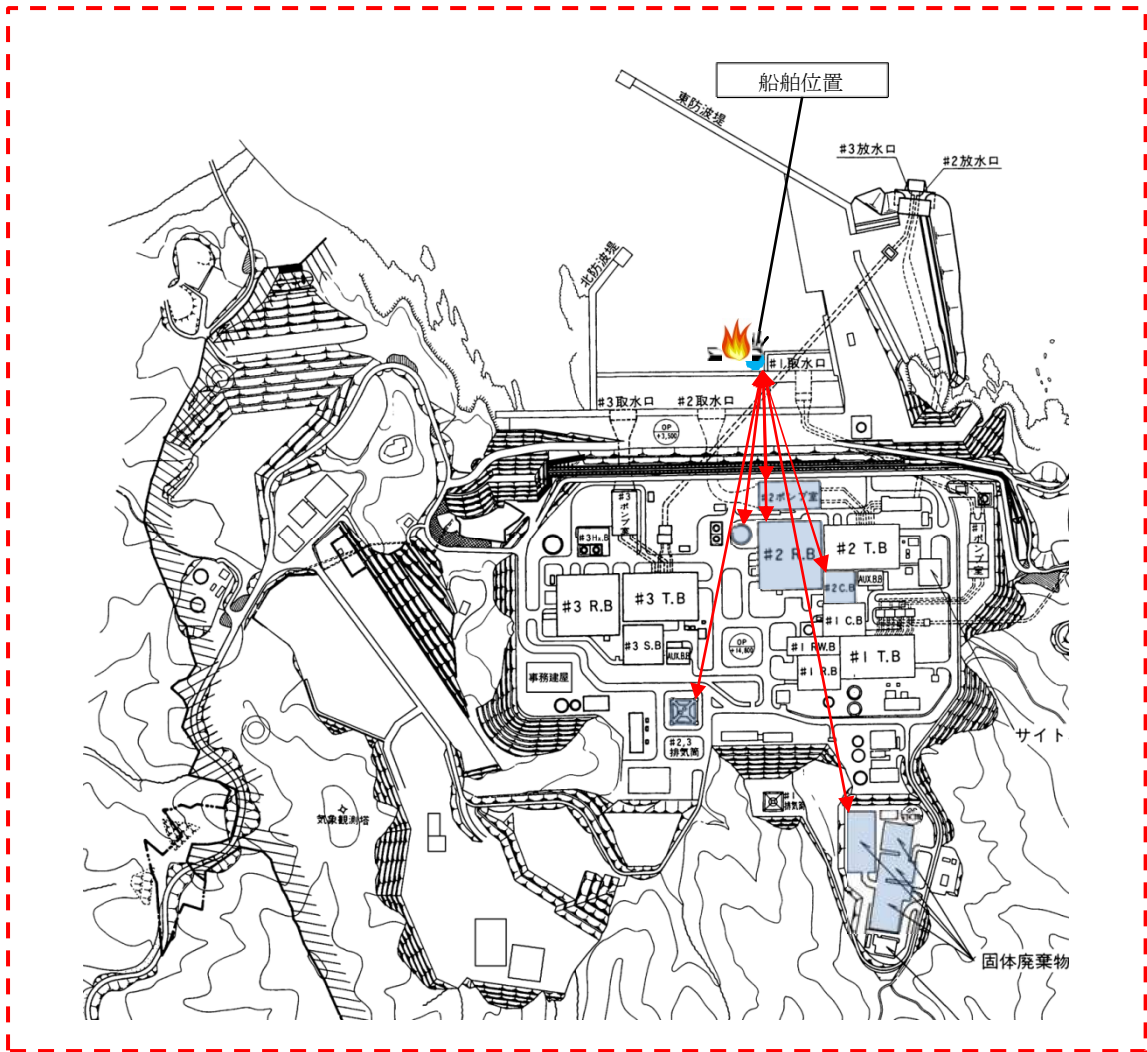 船舶位置
東防波堤
#3放水口
#2放水口
北防波堤
#1取水口
#3取水口
#2取水口
OP
+3,500
#3
ポンプ室
#2ポンプ室
#1ポンプ室
#3Hx.B
#2 R.B
#2 T.B
#2C.B
AUX.B.B
#3 R.B
#3 T.B
#1 C.B
#3 S.B
AUX.B.B
OP
+14,800
#1 RW.B
#1 R.B
#1 T.B
事務建屋
#2,3
排気筒
サイト
#1
排気筒
気象観測塔
固体廃棄物